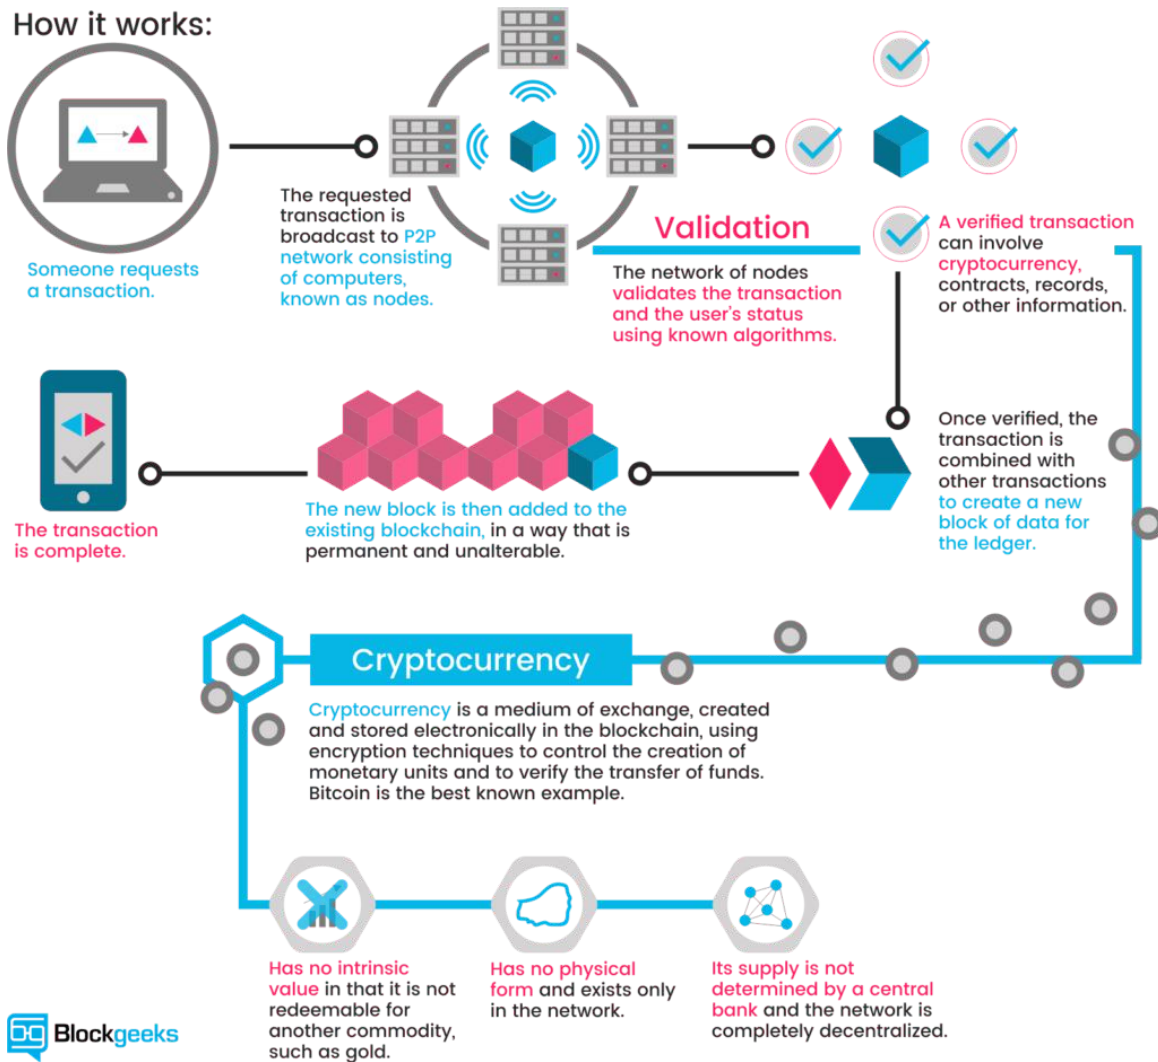 How it works:
Someone requests
a transaction.
The requested
transaction is
broadcast to P2P
network consisting
of computers,
known as nodes.
Validation
The network of nodes
validates the transaction
and the user's status
using known algorithms.
A verified transaction
can involve
cryptocurrency,
contracts, records,
or other information.
Once verified, the
transaction is
combined with
other transactions
to create a new
block of data for
the ledger.
The new block is then added to the
existing blockchain, in a way that is
permanent and unalterable.
The transaction
is complete.
Cryptocurrency
Cryptocurrency is a medium of exchange, created
and stored electronically in the blockchain, using
encryption techniques to control the creation of
monetary units and to verify the transfer of funds.
Bitcoin is the best known example.
Has no intrinsic
value in that it is not
redeemable for
another commodity,
such as gold.
Has no physical
form and exists only
in the network.
Its supply is not
determined by a central
bank and the network is
completely decentralized.
Blockgeeks